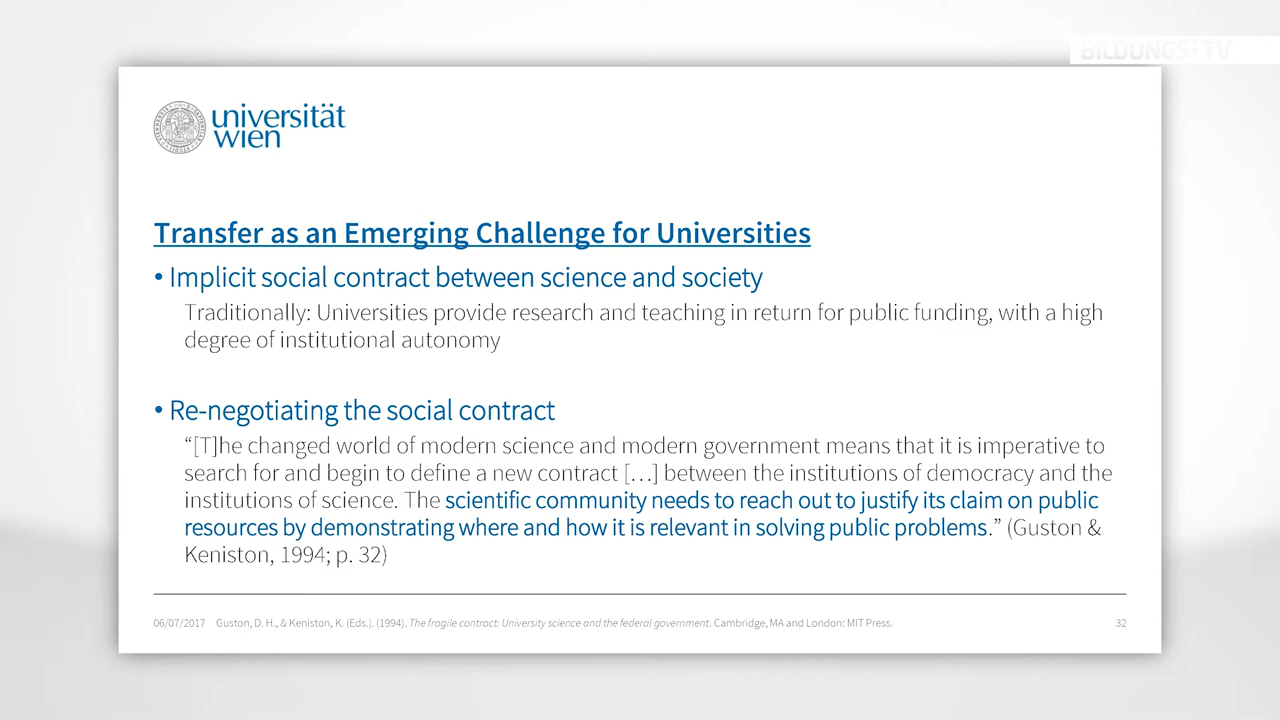 BILDUNGS:TV
universität
wien
Transfer as an Emerging Challenge for Universities
• Implicit social contract between science and society
Traditionally: Universities provide research and teaching in return for public funding, with a high
degree of institutional autonomy
• Re-negotiating the social contract
“[T]he changed world of modern science and modern government means that it is imperative to
search for and begin to define a new contract […] between the institutions of democracy and the
institutions of science. The scientific community needs to reach out to justify its claim on public
resources by demonstrating where and how it is relevant in solving public problems.” (Guston &
Keniston, 1994; p. 32)
06/07/2017 Guston, D. H., & Keniston, K. (Eds.). (1994). The fragile contract: University science and the federal government. Cambridge, MA and London: MIT Press. 32